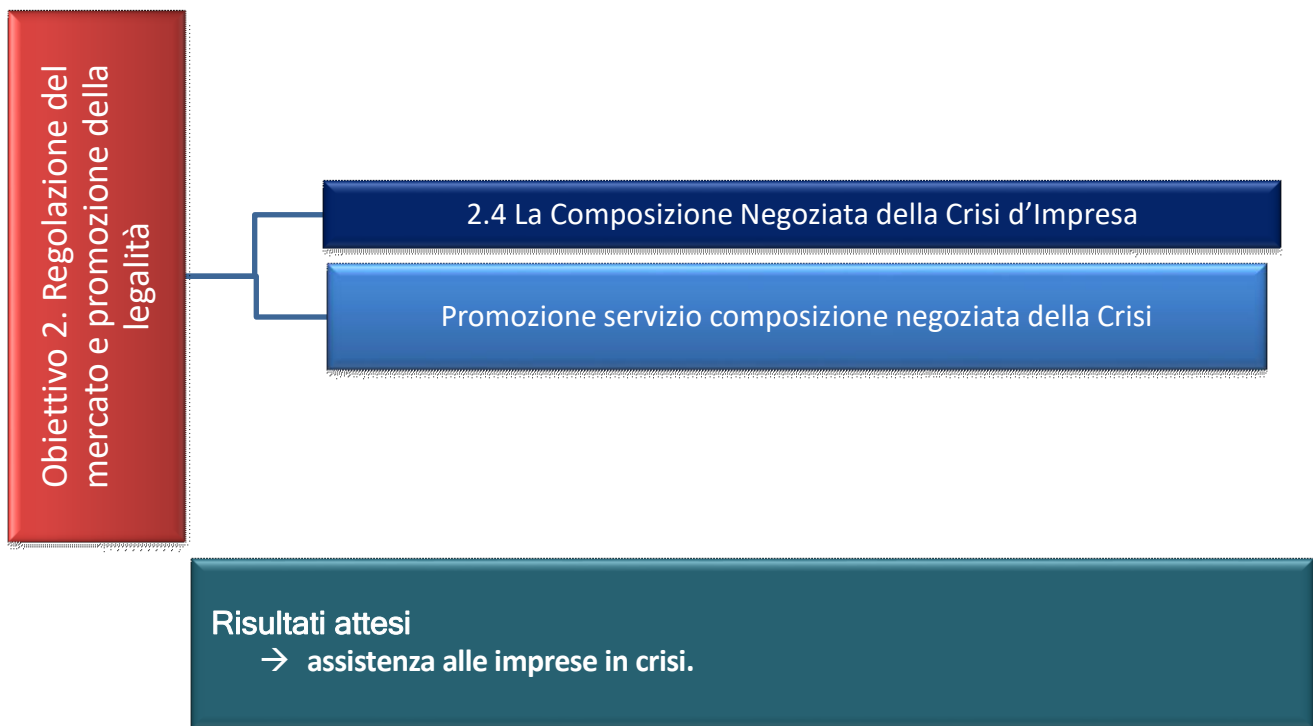 Obiettivo 2. Regolazione del
mercato e promozione della
legalità
2.4 La Composizione Negoziata della Crisi d’Impresa
Promozione servizio composizione negoziata della Crisi
Risultati attesi
→ assistenza alle imprese in crisi.